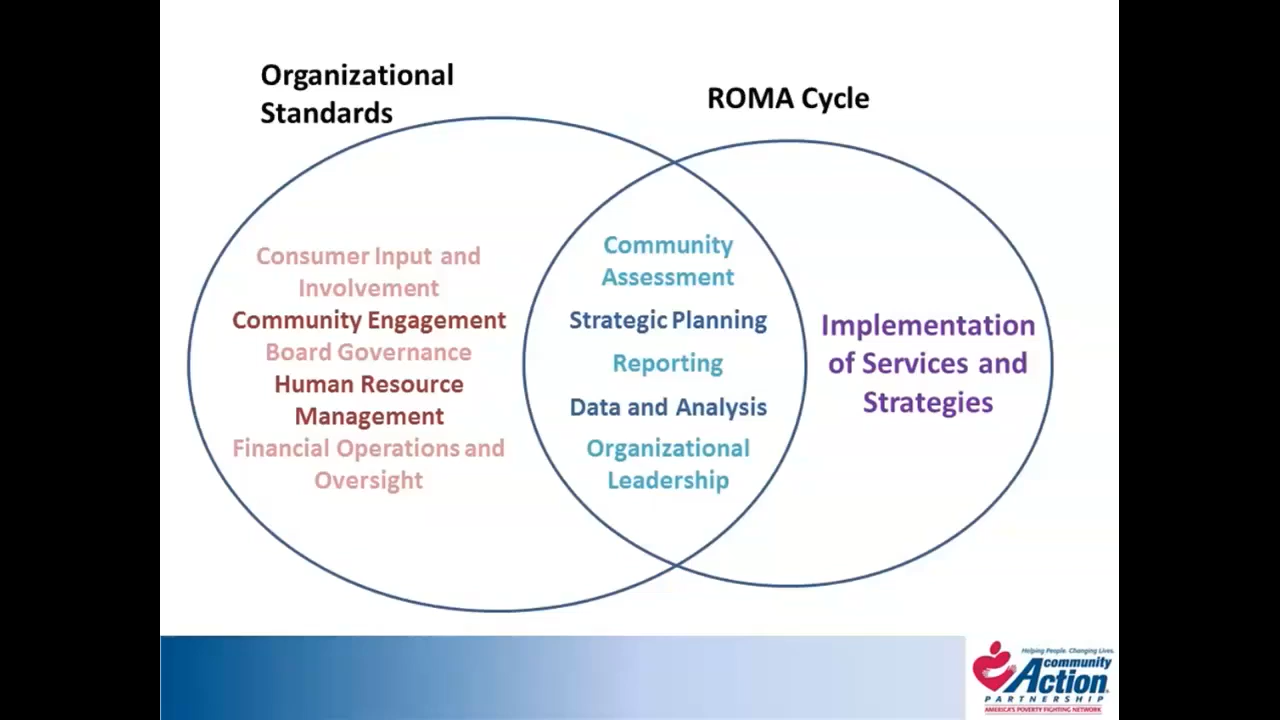 Organizational
Standards
ROMA Cycle
Consumer Input and
Involvement
Community Engagement
Board Governance
Human Resource
Management
Financial Operations and
Oversight
Community
Assessment
Strategic Planning
Reporting
Data and Analysis
Organizational
Leadership
Implementation
of Services and
Strategies
Helping People. Changing Lives.
community
Action
PARTNERSHIP
AMERICA'S POVERTY FIGHTING NETWORK